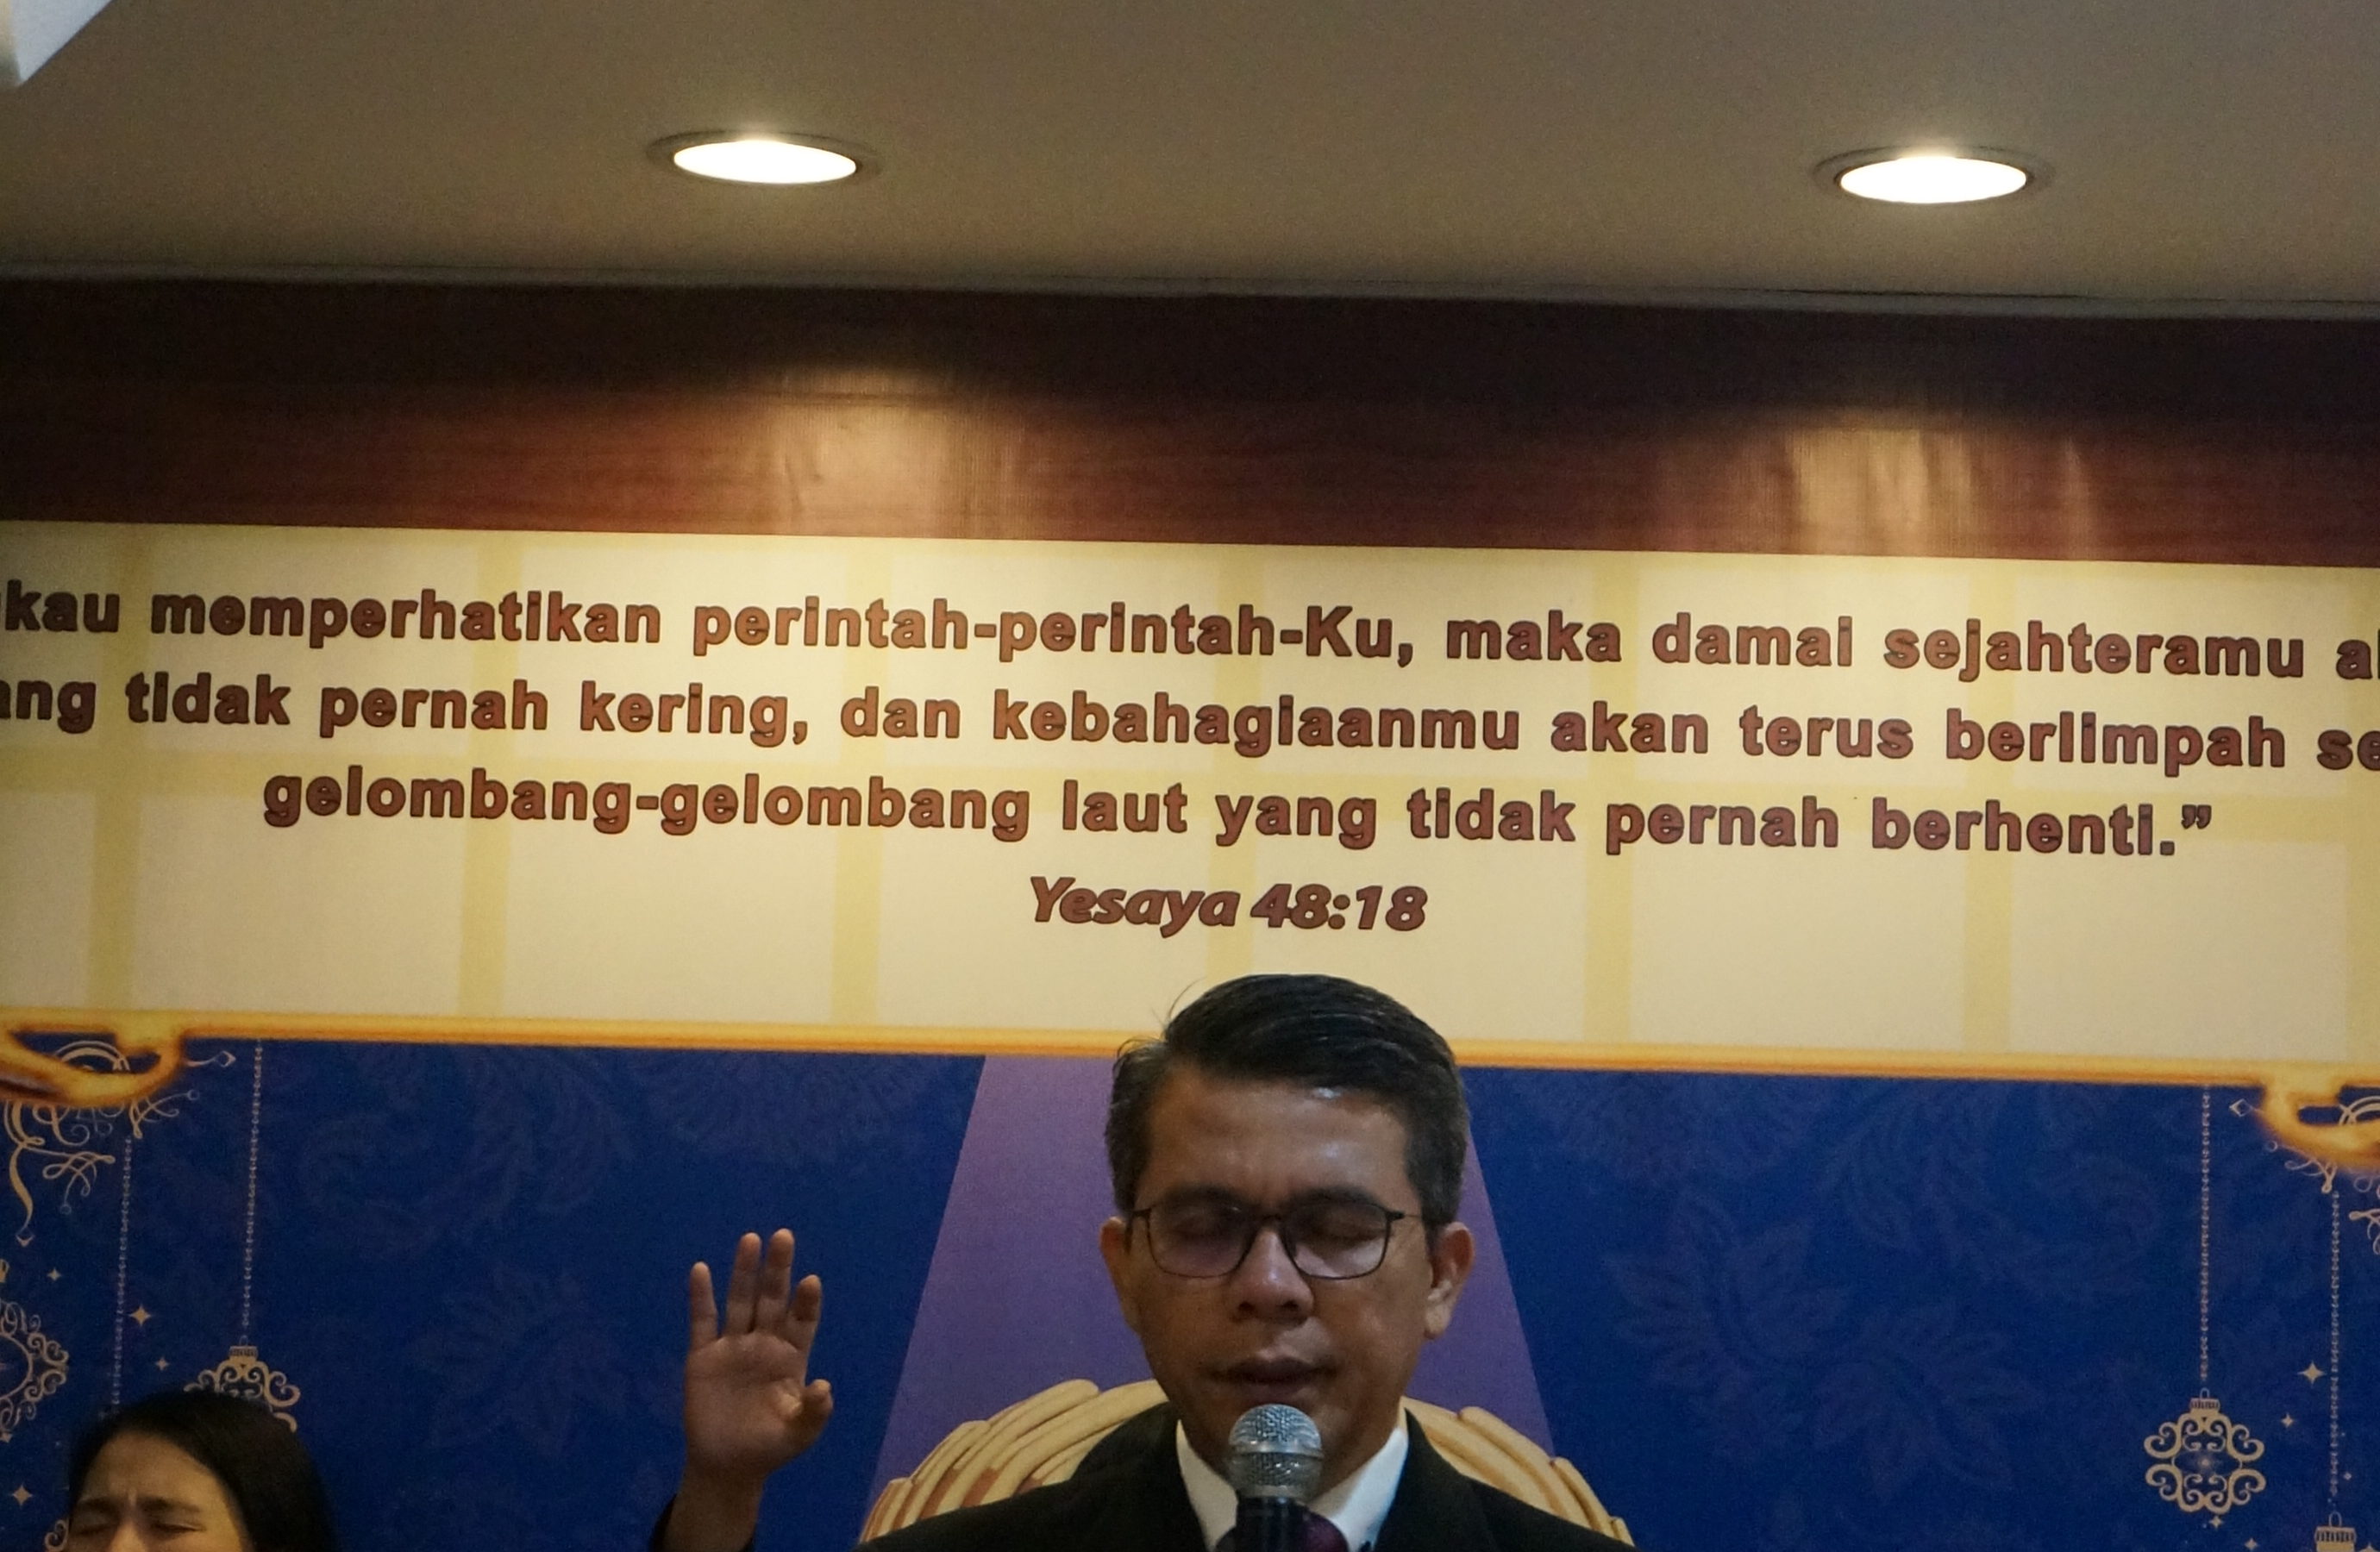 kau memperhatikan perintah-perintah-Ku, maka damai sejahteramu
tidak pernah kering, dan kebahagiaanmu akan terus berlimpah
gelombang-gelombang laut yang tidak pernah berhenti.”
Yesaya 48:18